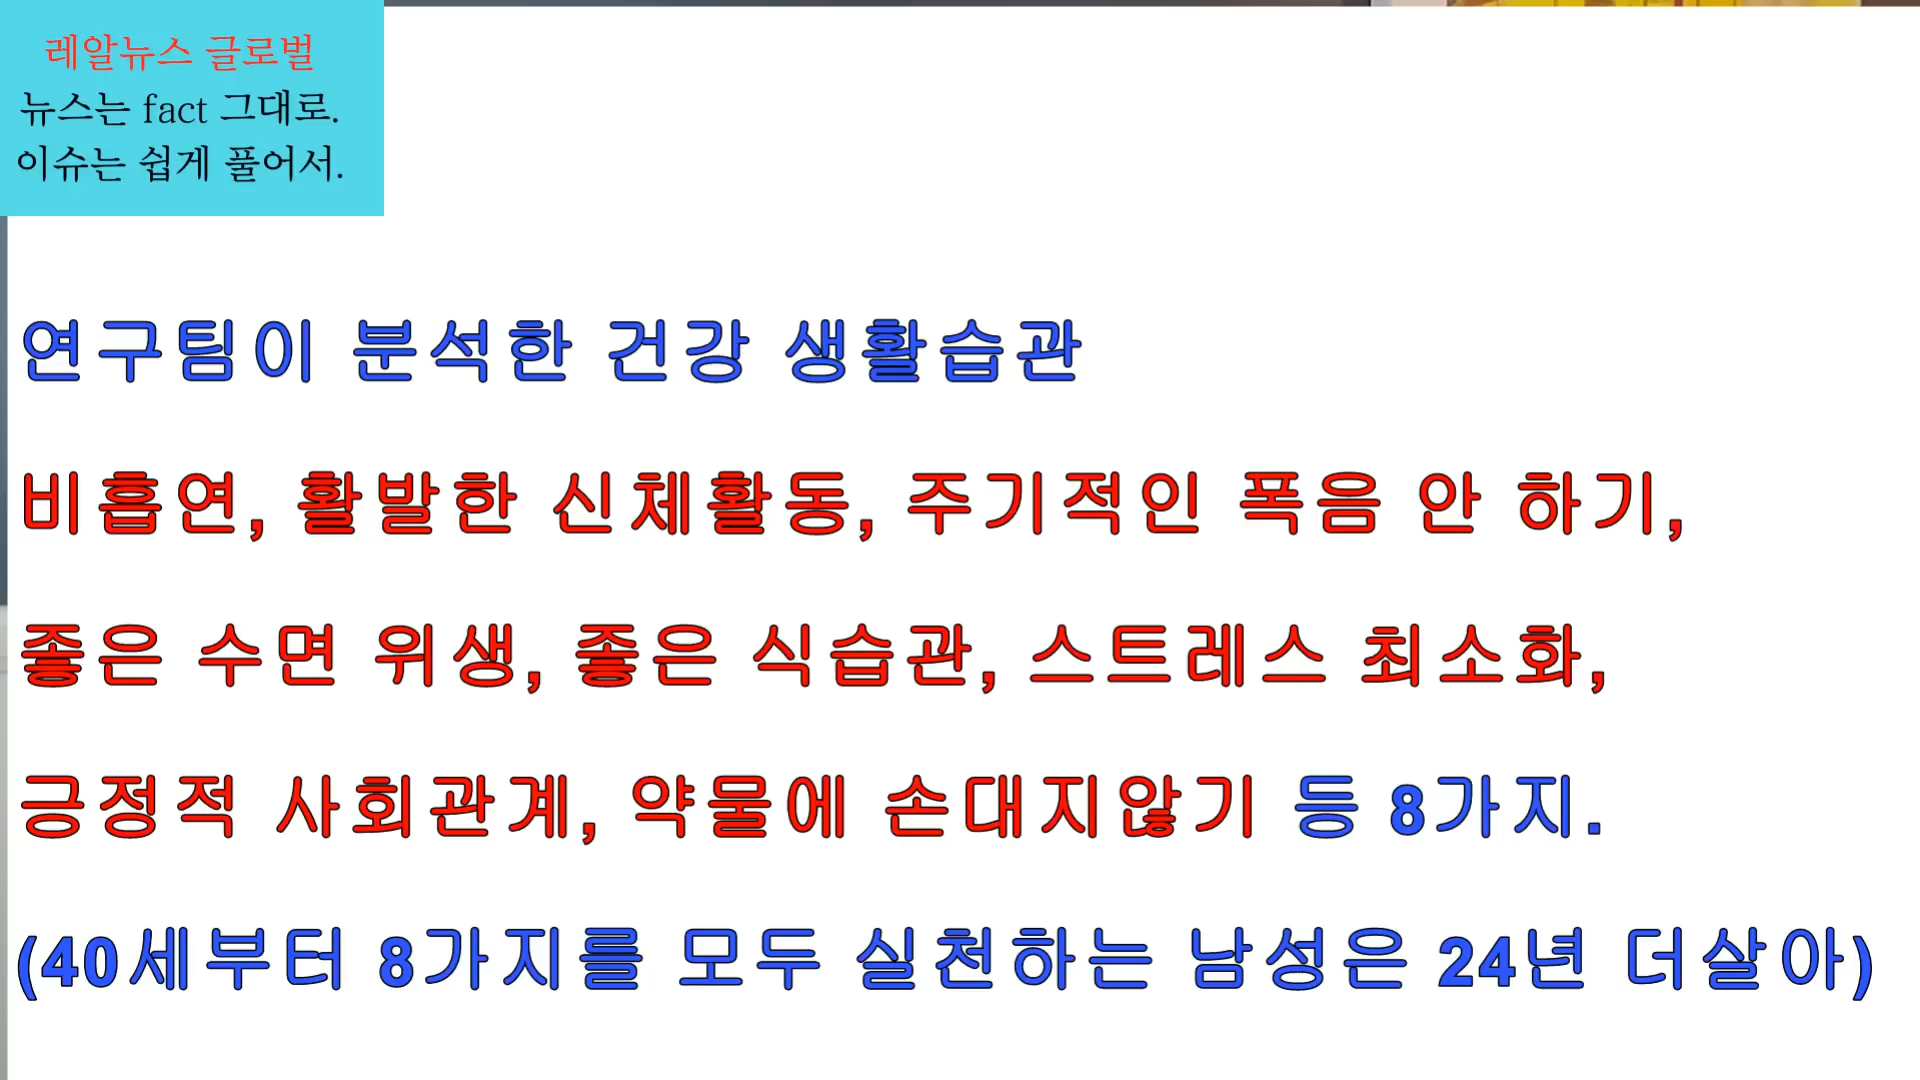 레알뉴스 글로벌
뉴스는 fact 그대로.
이슈는 쉽게 풀어서.
연구팀이 분석한 건강 생활습관
비흡연, 활발한 신체활동, 주기적인 폭음 안 하기,
좋은 수면 위생, 좋은 식습관, 스트레스 최소화,
긍정적 사회관계, 약물에 손대지않기 등 8가지.
(40세부터 8가지를 모두 실천하는 남성은 24년 더살아)